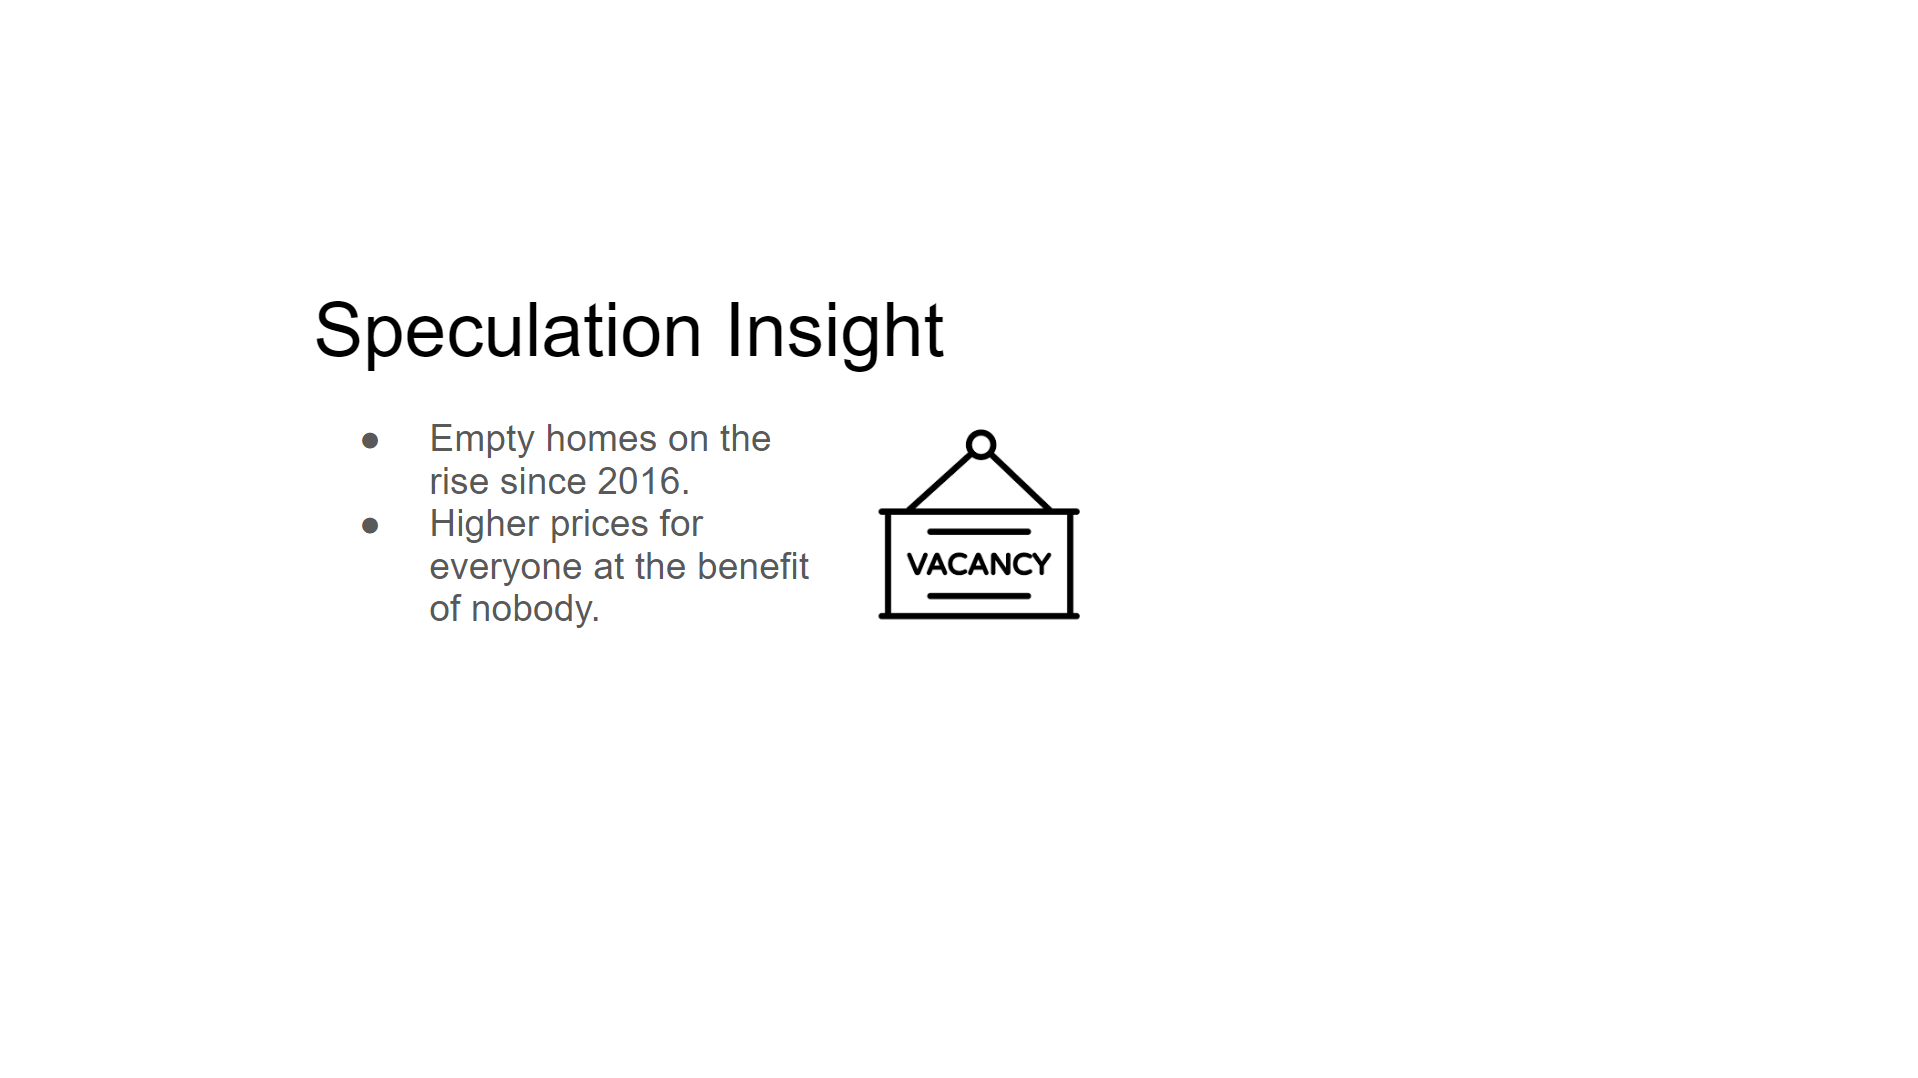 Speculation Insight
● Empty homes on the
rise since 2016.
● Higher prices for
everyone at the benefit
of nobody.
VACANCY